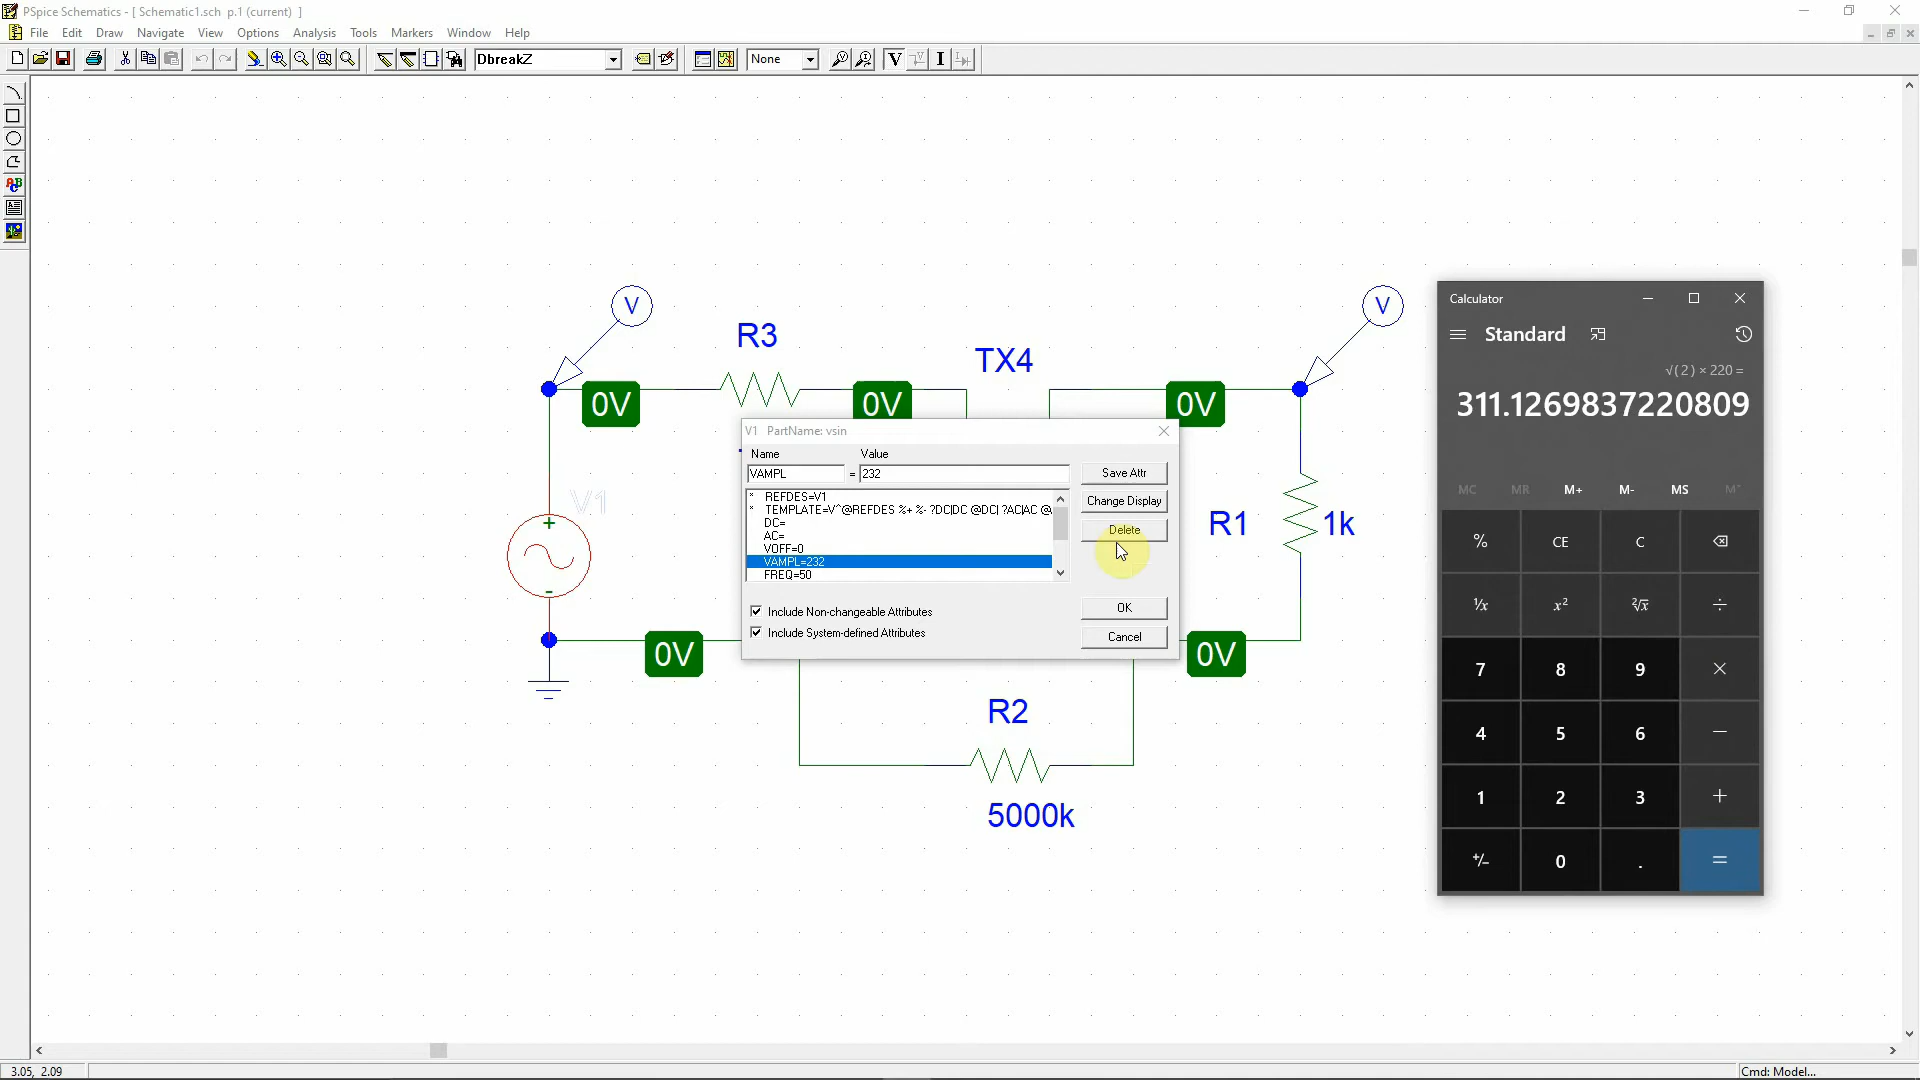 PSpice Schematics - [ Schematic1.sch p.1 (current) ]
File Edit Draw Navigate View Options Analysis Tools Markers Window Help
DbreakZ
None
V
I
ABC
V
V
R3
TX4
0V
0V
0V
V1
R1
1k
0V
0V
R2
5000k
V1 PartName: vsin
Name
Value
VAMPL
=
232
Save Attr
Change Display
Delete
* REFDES=V1
* TEMPLATE=V^@REFDES %+ %- ?DC|DC @DC| ?AC|AC @
DC=
AC=
VOFF=0
VAMPL=232
FREQ=50
Include Non-changeable Attributes
Include System-defined Attributes
OK
Cancel
Calculator
Standard
√( 2 ) × 220 =
311.1269837220809
MC MR M+ M- MS M˅
% CE C
¹/x x² ²√x ÷
7 8 9 ×
4 5 6 −
1 2 3 +
+/− 0 . =
3.05, 2.09
Cmd: Model...